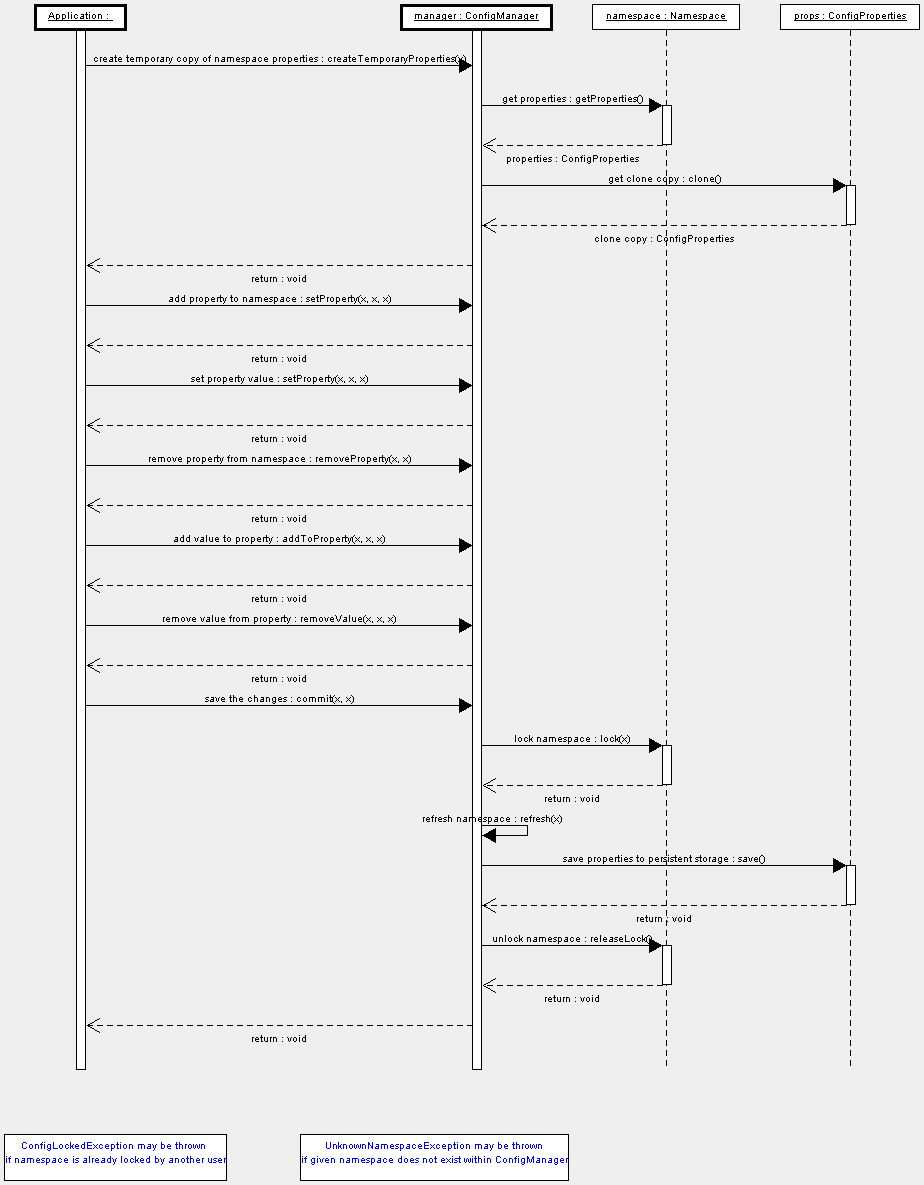 Application :
manager : ConfigManager
namespace : Namespace
props : ConfigProperties
create temporary copy of namespace properties : createTemporaryProperties(x)
get properties : getProperties()
properties : ConfigProperties
get clone copy : clone()
clone copy : ConfigProperties
return : void
add property to namespace : setProperty(x, x, x)
return : void
set property value : setProperty(x, x, x)
return : void
remove property from namespace : removeProperty(x, x)
return : void
add value to property : addToProperty(x, x, x)
return : void
remove value from property : removeValue(x, x, x)
return : void
save the changes : commit(x, x)
lock namespace : lock(x)
return : void
refresh namespace : refresh(x)
save properties to persistent storage : save()
return : void
unlock namespace : releaseLock()
return : void
return : void
ConfigLockedException may be thrown
if namespace is already locked by another user
UnknownNamespaceException may be thrown
if given namespace does not exist within ConfigManager